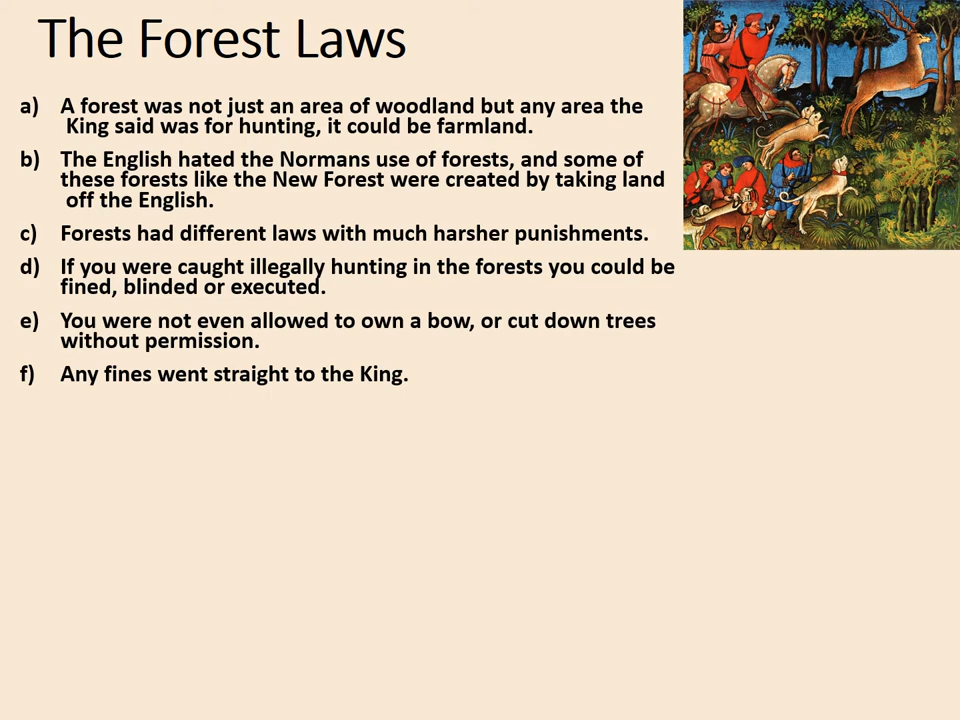 The Forest Laws
a) A forest was not just an area of woodland but any area the
King said was for hunting, it could be farmland.
b) The English hated the Normans use of forests, and some of
these forests like the New Forest were created by taking land
off the English.
c) Forests had different laws with much harsher punishments.
d) If you were caught illegally hunting in the forests you could be
fined, blinded or executed.
e) You were not even allowed to own a bow, or cut down trees
without permission.
f) Any fines went straight to the King.